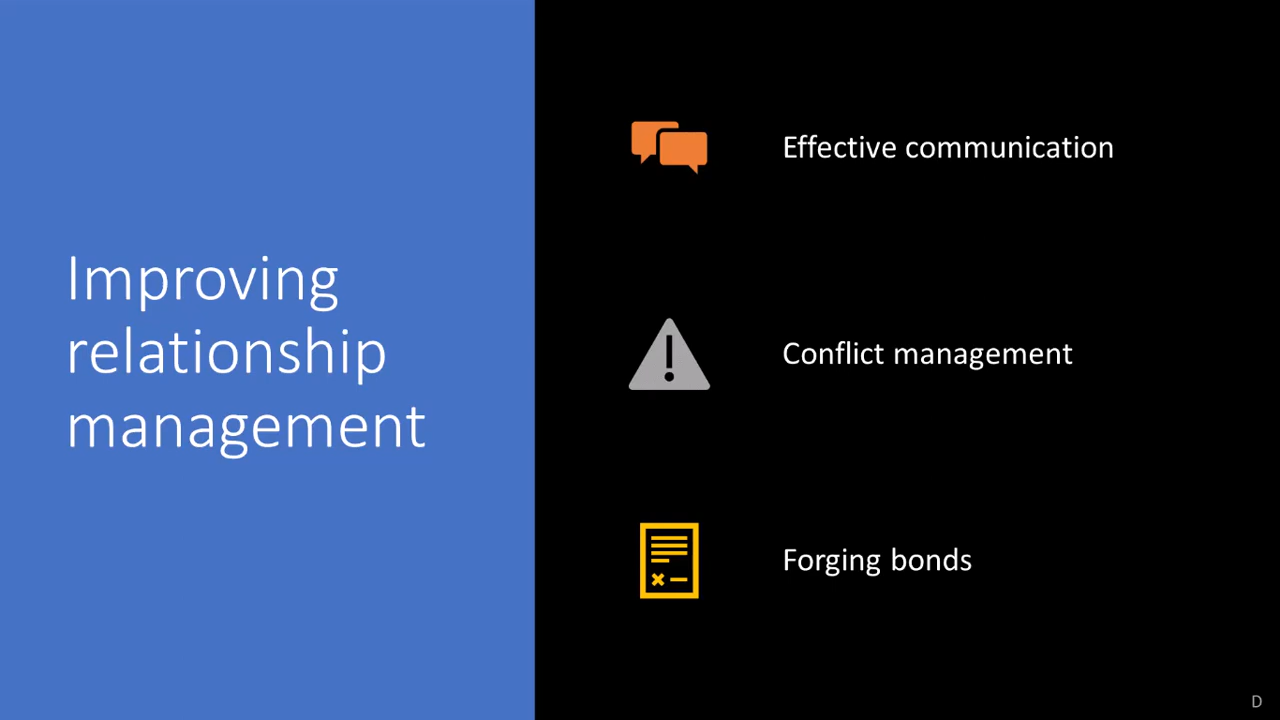 Improving
relationship
management
Effective communication
Conflict management
Forging bonds
D